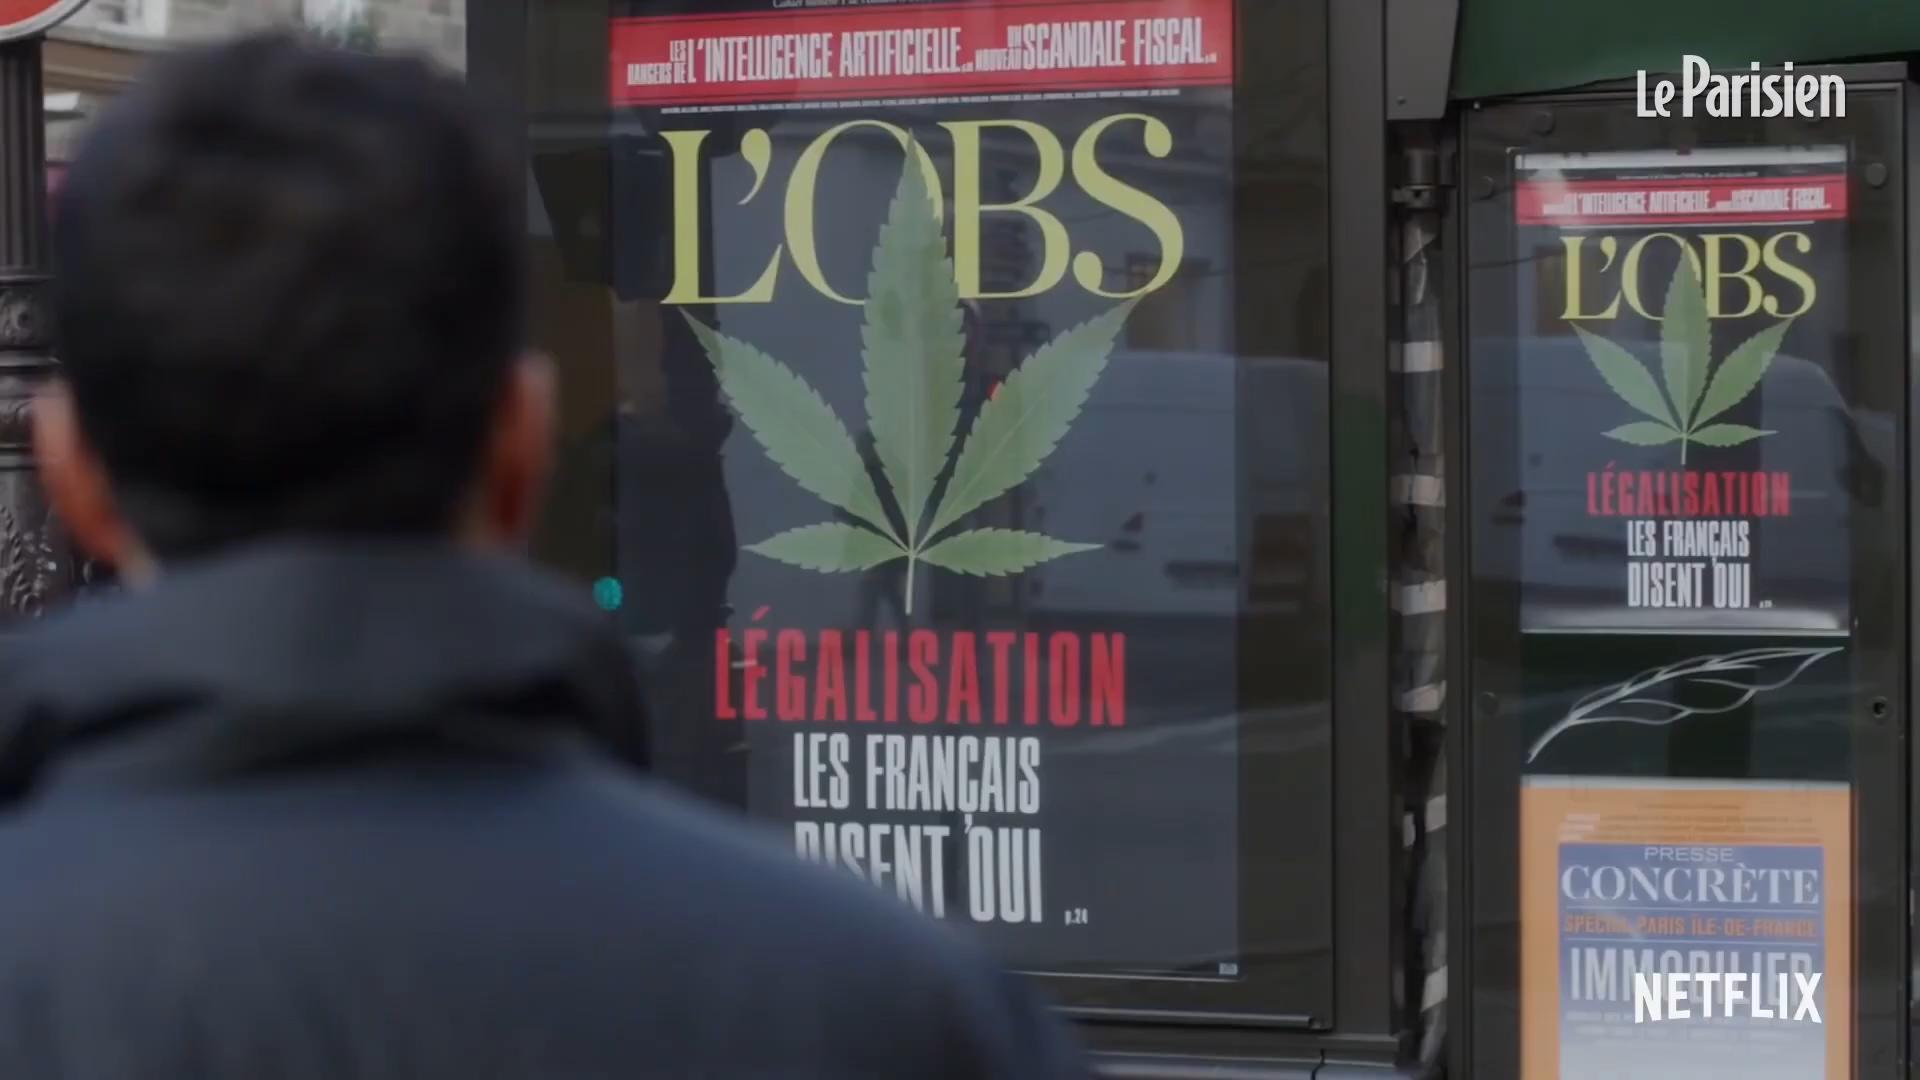 LES DANGERS DE L'INTELLIGENCE ARTIFICIELLE UN NOUVEAU SCANDALE FISCAL
L'OBS
LÉGALISATION
LES FRANÇAIS
DISENT OUI p.24
Le Parisien
L'INTELLIGENCE ARTIFICIELLE SCANDALE FISCAL
L'OBS
LÉGALISATION
LES FRANÇAIS
DISENT OUI
PRESSE
CONCRÈTE
SPÉCIAL PARIS ÎLE-DE-FRANCE
IMMOBILIER
NETFLIX